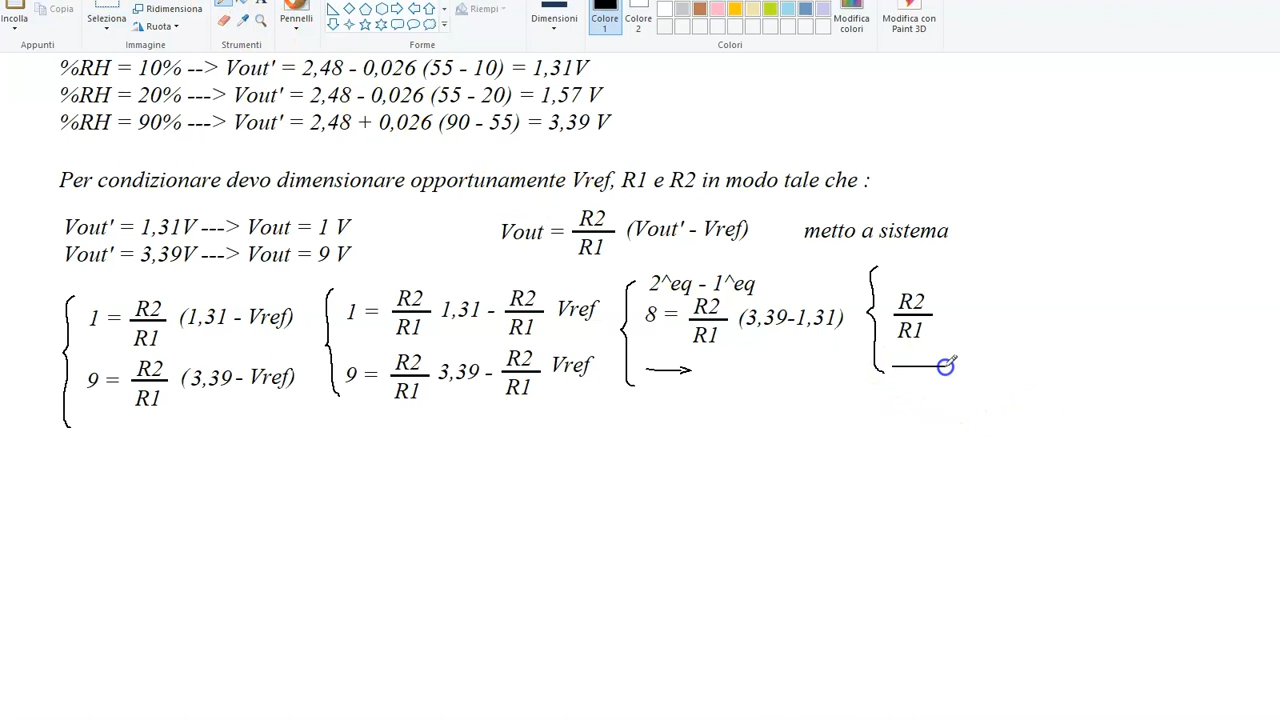 Incolla
Copia
Selezione
Ridimensiona
Ruota
A
Pennelli
Riempi
Dimensioni
Colore 1
Colore 2
Modifica colori
Modifica con Paint 3D
Appunti
Immagine
Strumenti
Forme
Colori
%RH = 10% --> Vout' = 2,48 - 0,026 (55 - 10) = 1,31V
%RH = 20% ---> Vout' = 2,48 - 0,026 (55 - 20) = 1,57 V
%RH = 90% ---> Vout' = 2,48 + 0,026 (90 - 55) = 3,39 V
Per condizionare devo dimensionare opportunamente Vref, R1 e R2 in modo tale che :
Vout' = 1,31V ---> Vout = 1 V
Vout' = 3,39V ---> Vout = 9 V
Vout = R2/R1 (Vout' - Vref)
metto a sistema
1 = R2/R1 (1,31 - Vref)
9 = R2/R1 (3,39 - Vref)
1 = R2/R1 1,31 - R2/R1 Vref
9 = R2/R1 3,39 - R2/R1 Vref
2^eq - 1^eq
8 = R2/R1 (3,39-1,31)
R2/R1